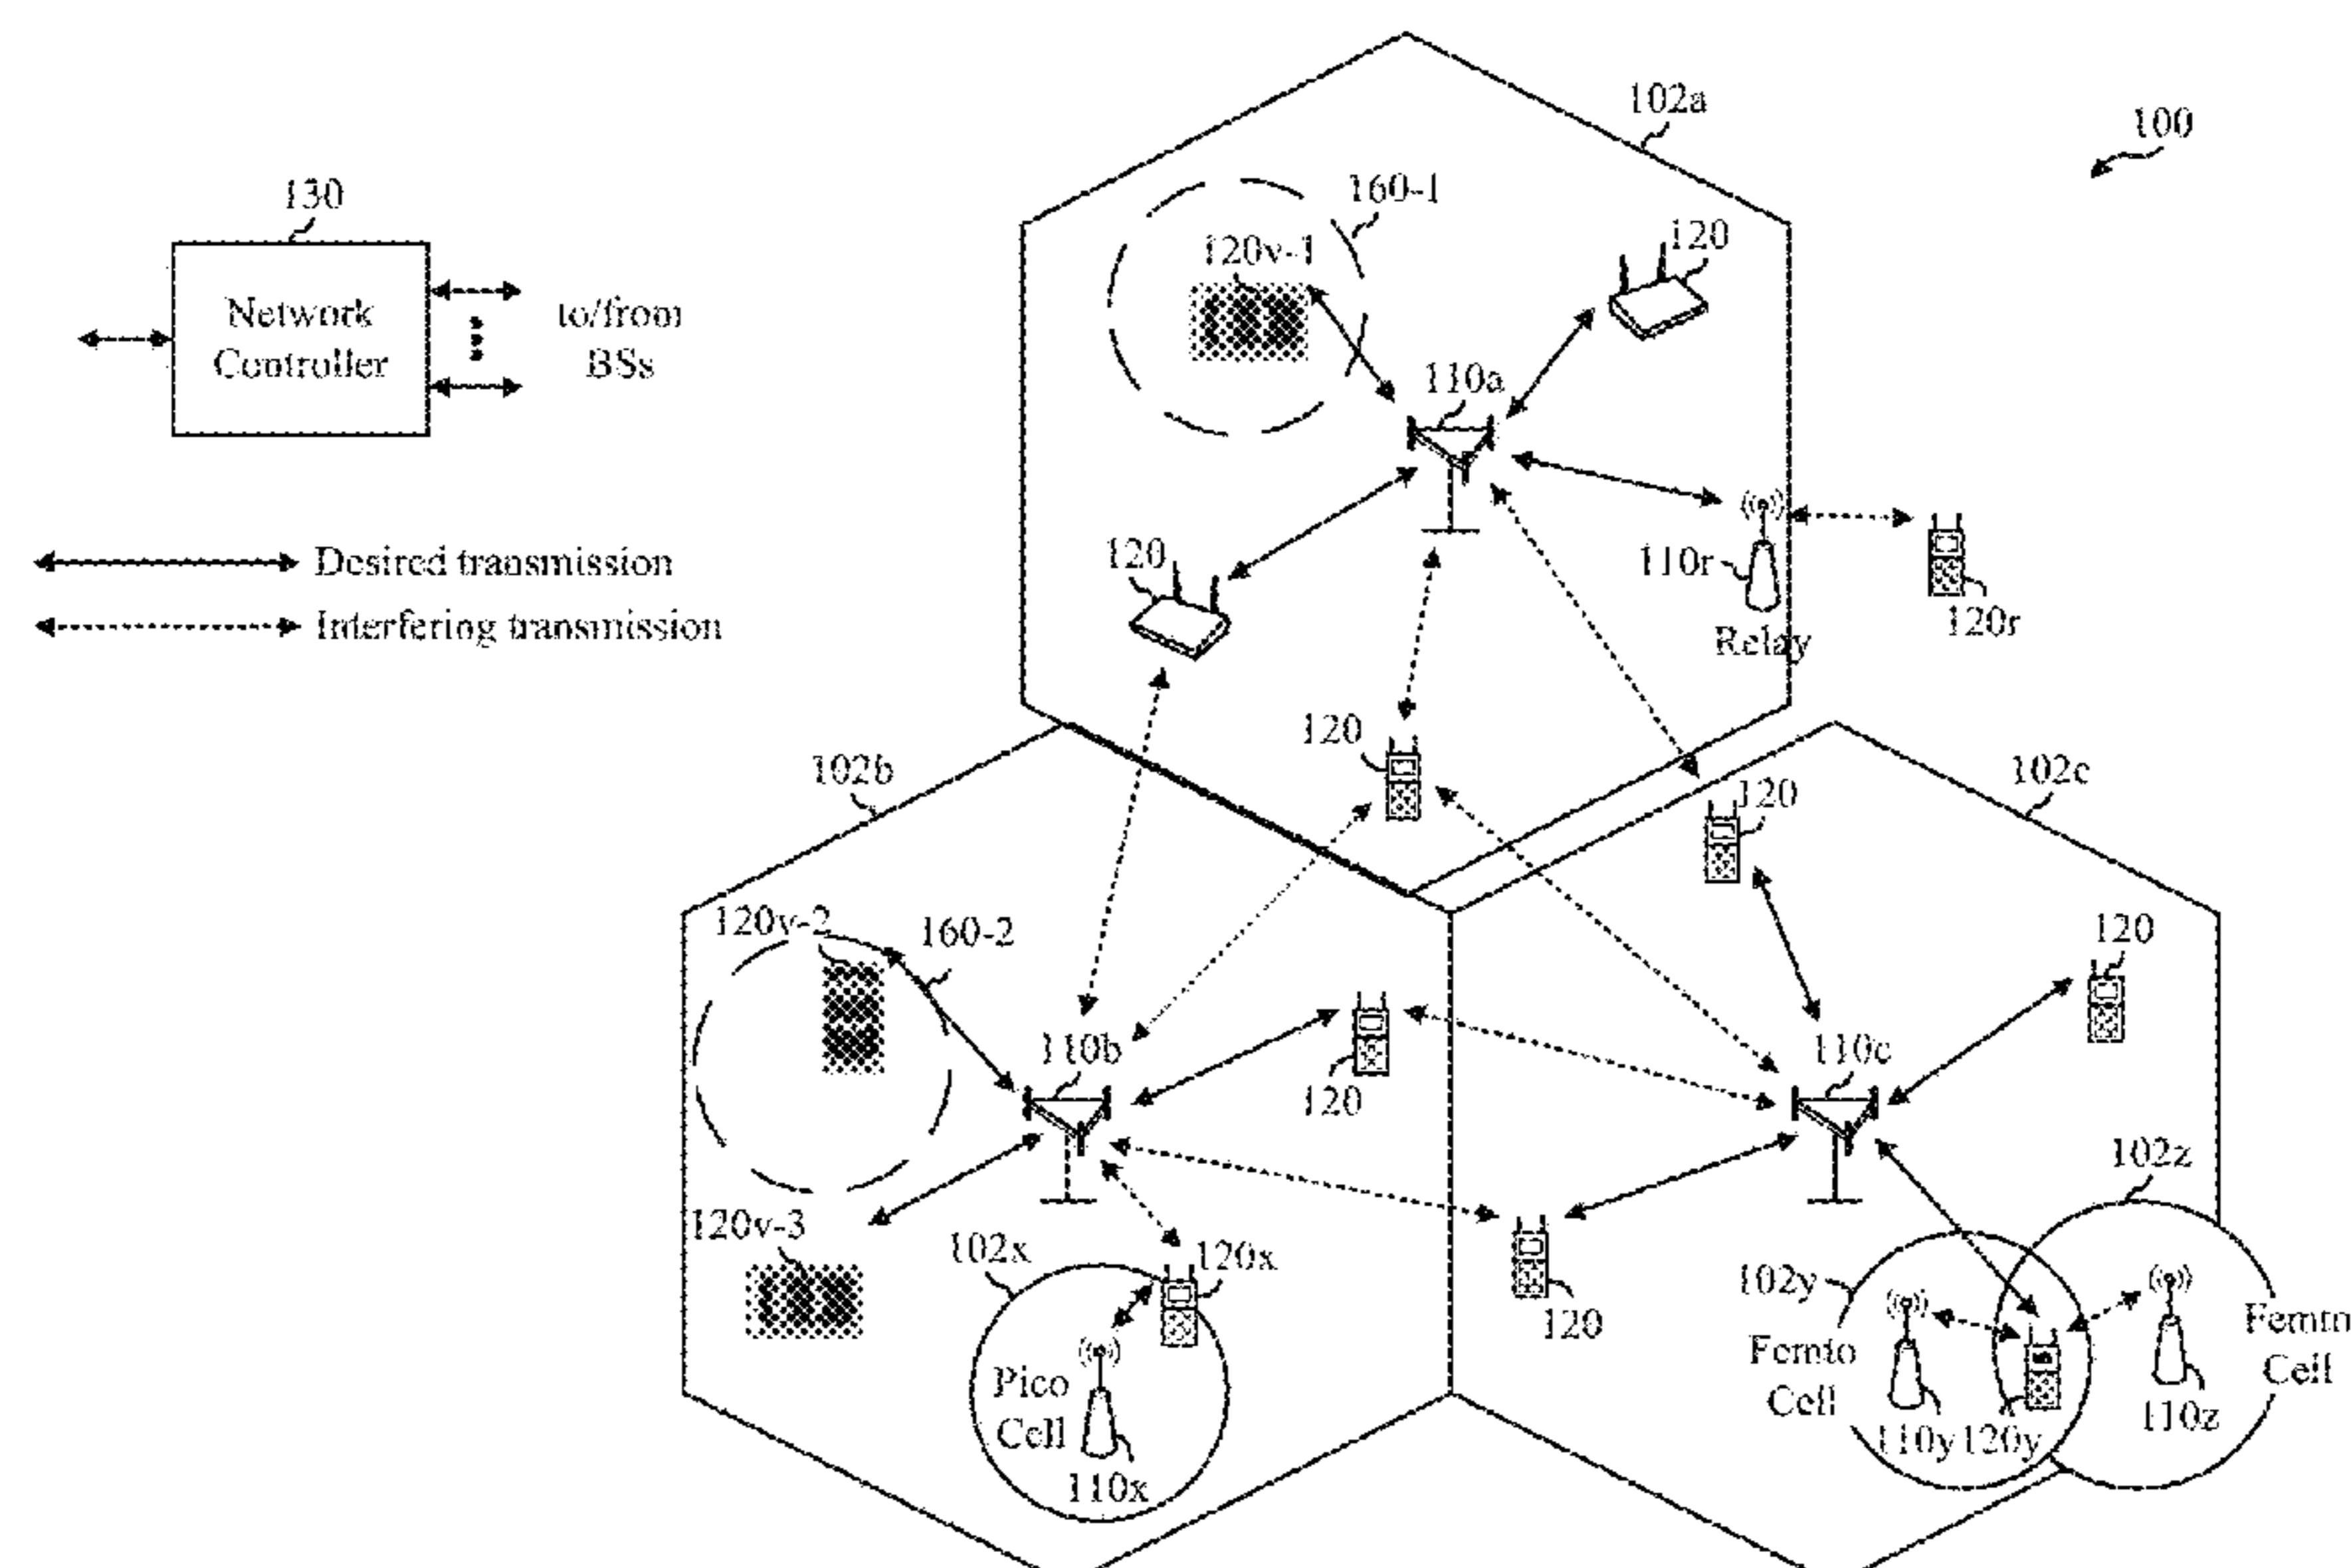 102a
100
130
160-1
120v-1
120
Network
Controller
to/from
BSs
110a
Desired transmission
Interfering transmission
120
110r
120r
Relay
120
102b
120
102c
120v-2
160-2
120
110b
110c
120
102z
120v-3
102x
120x
102y
120
Femto
Cell
Femto
Cell
Pico
Cell
110y
120y
110z
110x